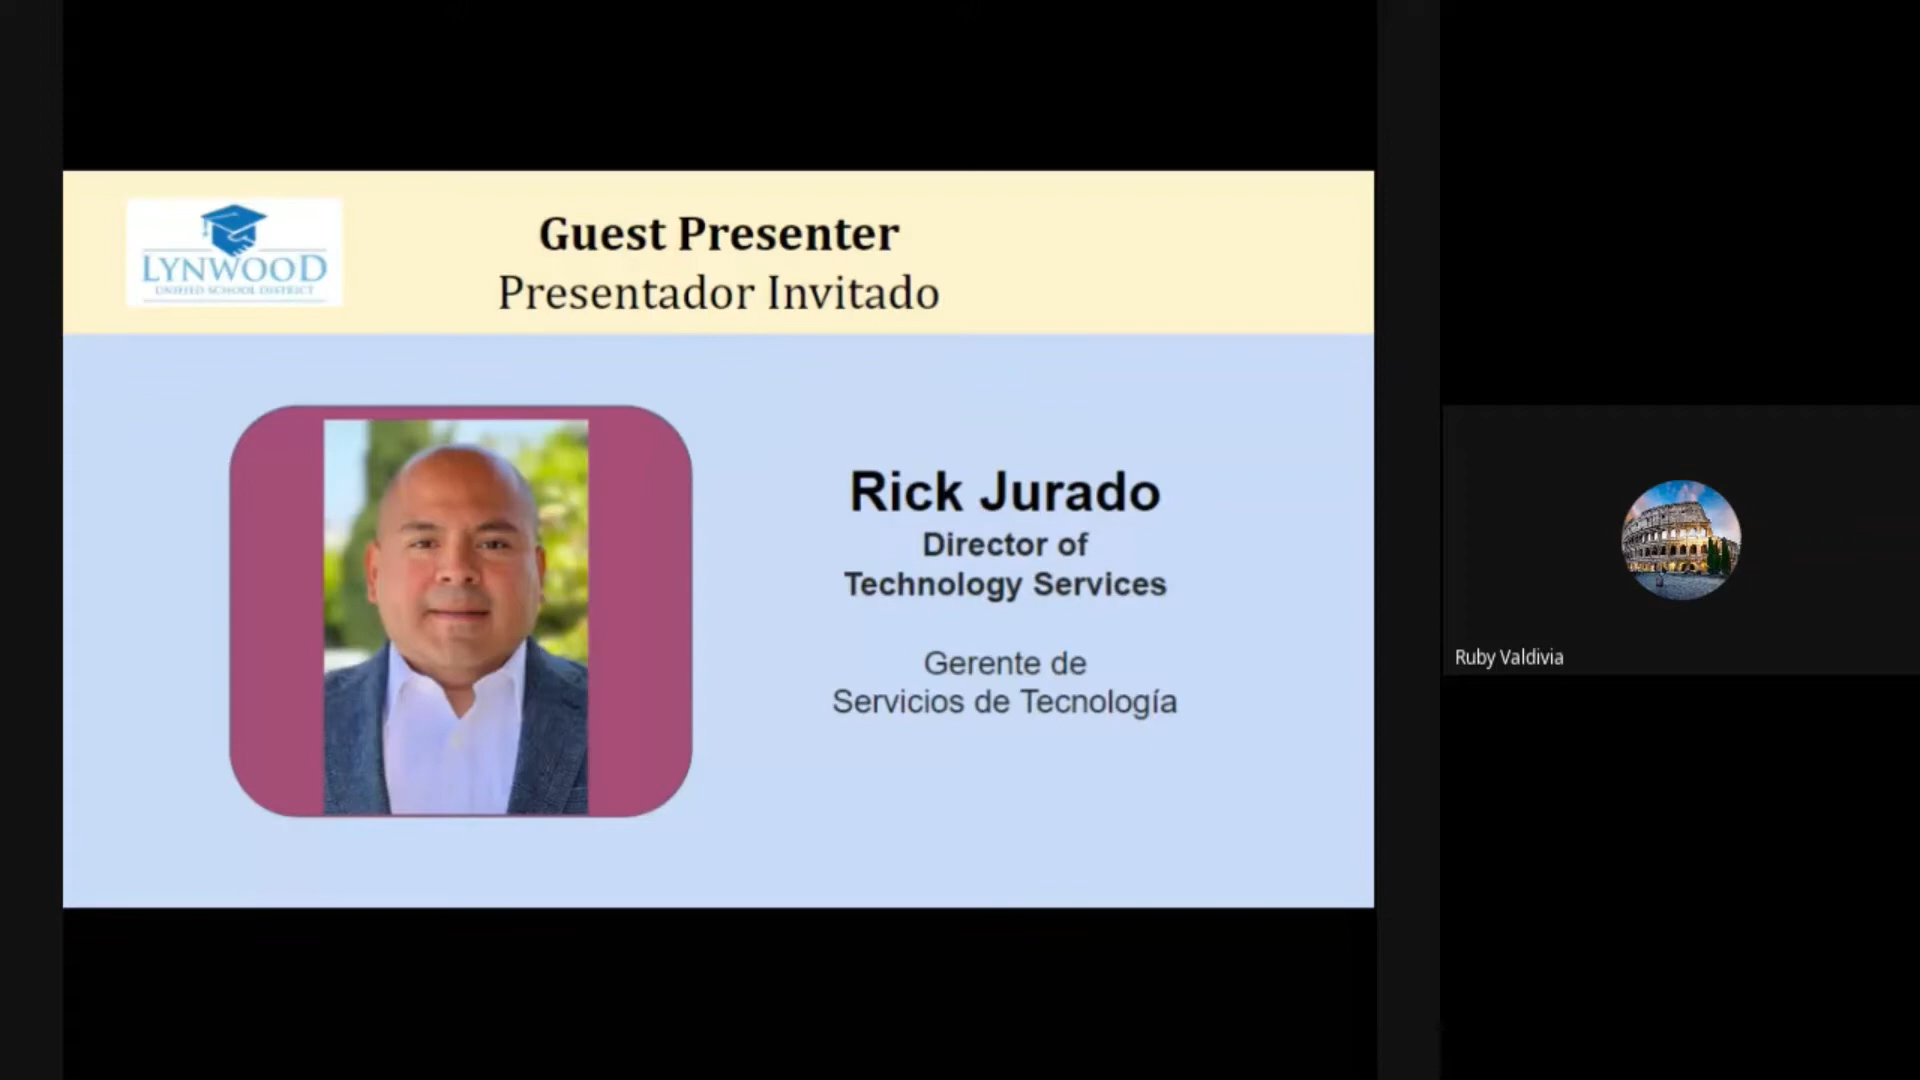 LYNWOOD
UNIFIED SCHOOL DISTRICT
Guest Presenter
Presentador Invitado
Rick Jurado
Director of
Technology Services
Gerente de
Servicios de Tecnología
Ruby Valdivia